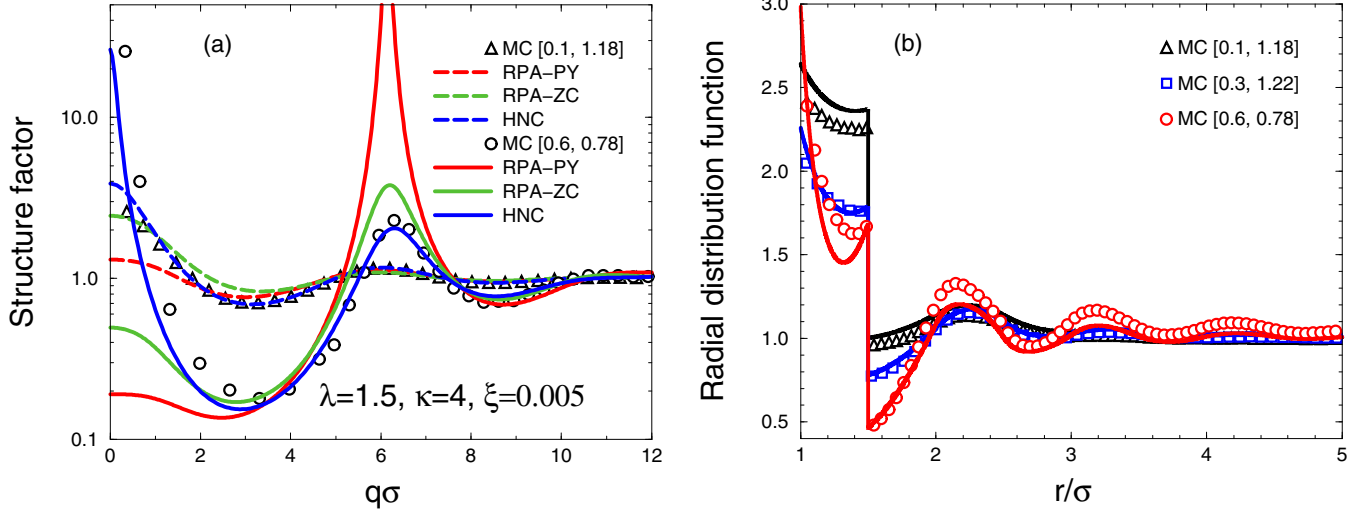 (a)
MC [0.1, 1.18]
RPA-PY
RPA-ZC
HNC
MC [0.6, 0.78]
RPA-PY
RPA-ZC
HNC
λ=1.5, κ=4, ξ=0.005
Structure factor
10.0
1.0
0.1
0
2
4
6
8
10
12
qσ
(b)
MC [0.1, 1.18]
MC [0.3, 1.22]
MC [0.6, 0.78]
Radial distribution function
3.0
2.5
2.0
1.5
1.0
0.5
1
2
3
4
5
r/σ